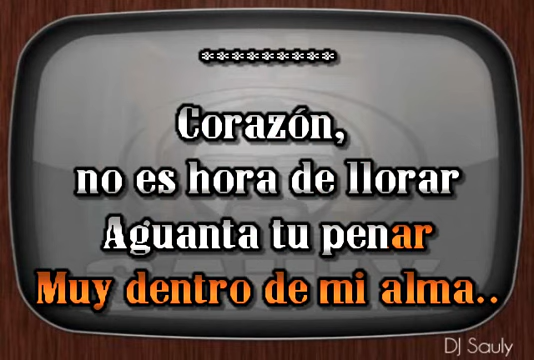 *********
Corazón,
no es hora de llorar
Aguanta tu penar
Muy dentro de mi alma..
DJ Sauly